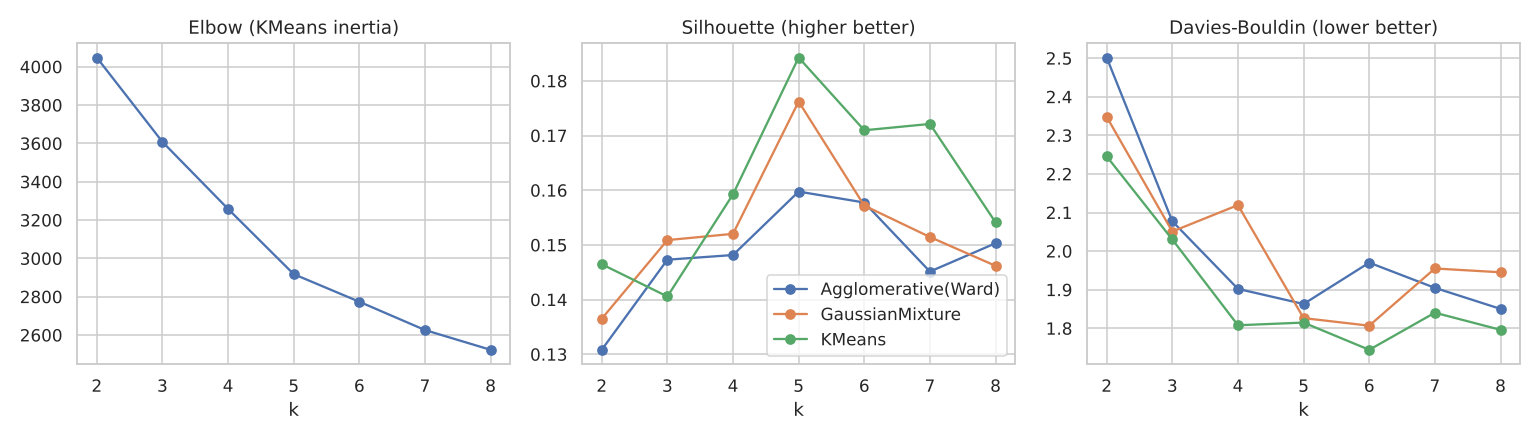 Elbow (KMeans inertia)
4000
3800
3600
3400
3200
3000
2800
2600
2 3 4 5 6 7 8
k
Silhouette (higher better)
0.18
0.17
0.16
0.15
0.14
0.13
Agglomerative(Ward)
GaussianMixture
KMeans
2 3 4 5 6 7 8
k
Davies-Bouldin (lower better)
2.5
2.4
2.3
2.2
2.1
2.0
1.9
1.8
2 3 4 5 6 7 8
k